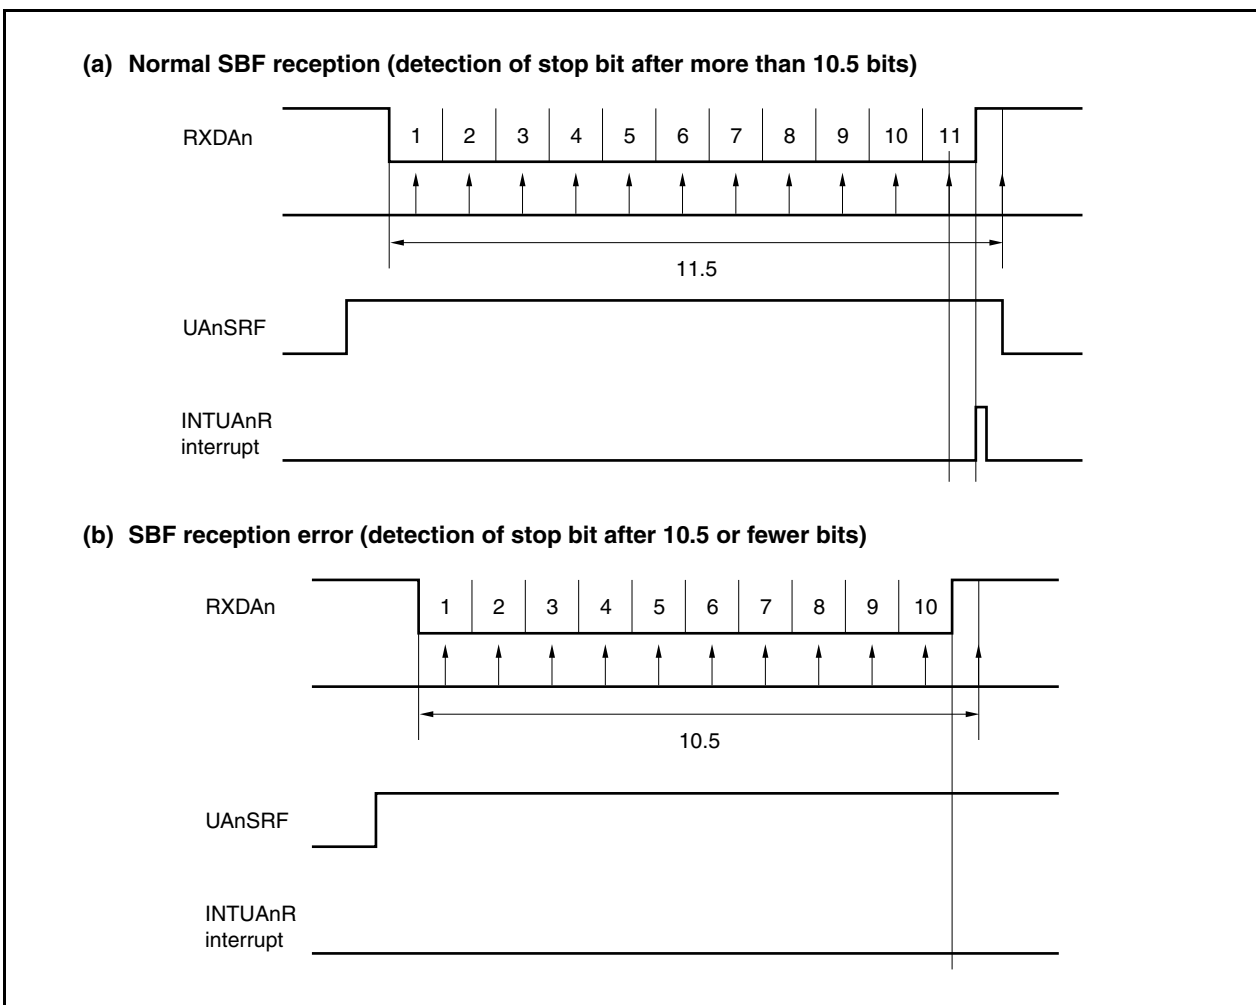 (a) Normal SBF reception (detection of stop bit after more than 10.5 bits)
RXDAn
1 2 3 4 5 6 7 8 9 10 11
11.5
UAnSRF
INTUAnR
interrupt
(b) SBF reception error (detection of stop bit after 10.5 or fewer bits)
RXDAn
1 2 3 4 5 6 7 8 9 10
10.5
UAnSRF
INTUAnR
interrupt